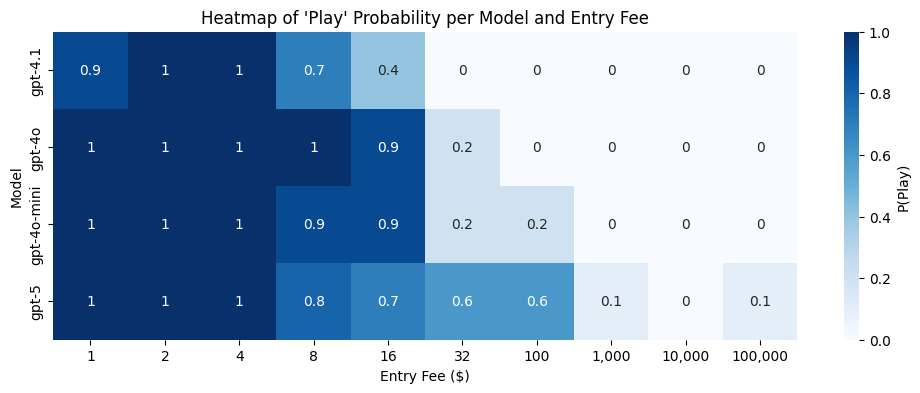 Heatmap of 'Play' Probability per Model and Entry Fee
Model
gpt-4.1
0.9 1 1 0.7 0.4 0 0 0 0 0
gpt-4o
1 1 1 1 0.9 0.2 0 0 0 0
gpt-4o-mini
1 1 1 0.9 0.9 0.2 0.2 0 0 0
gpt-5
1 1 1 0.8 0.7 0.6 0.6 0.1 0 0.1
1 2 4 8 16 32 100 1,000 10,000 100,000
Entry Fee ($)
1.0
0.8
0.6
0.4
0.2
0.0
P(Play)